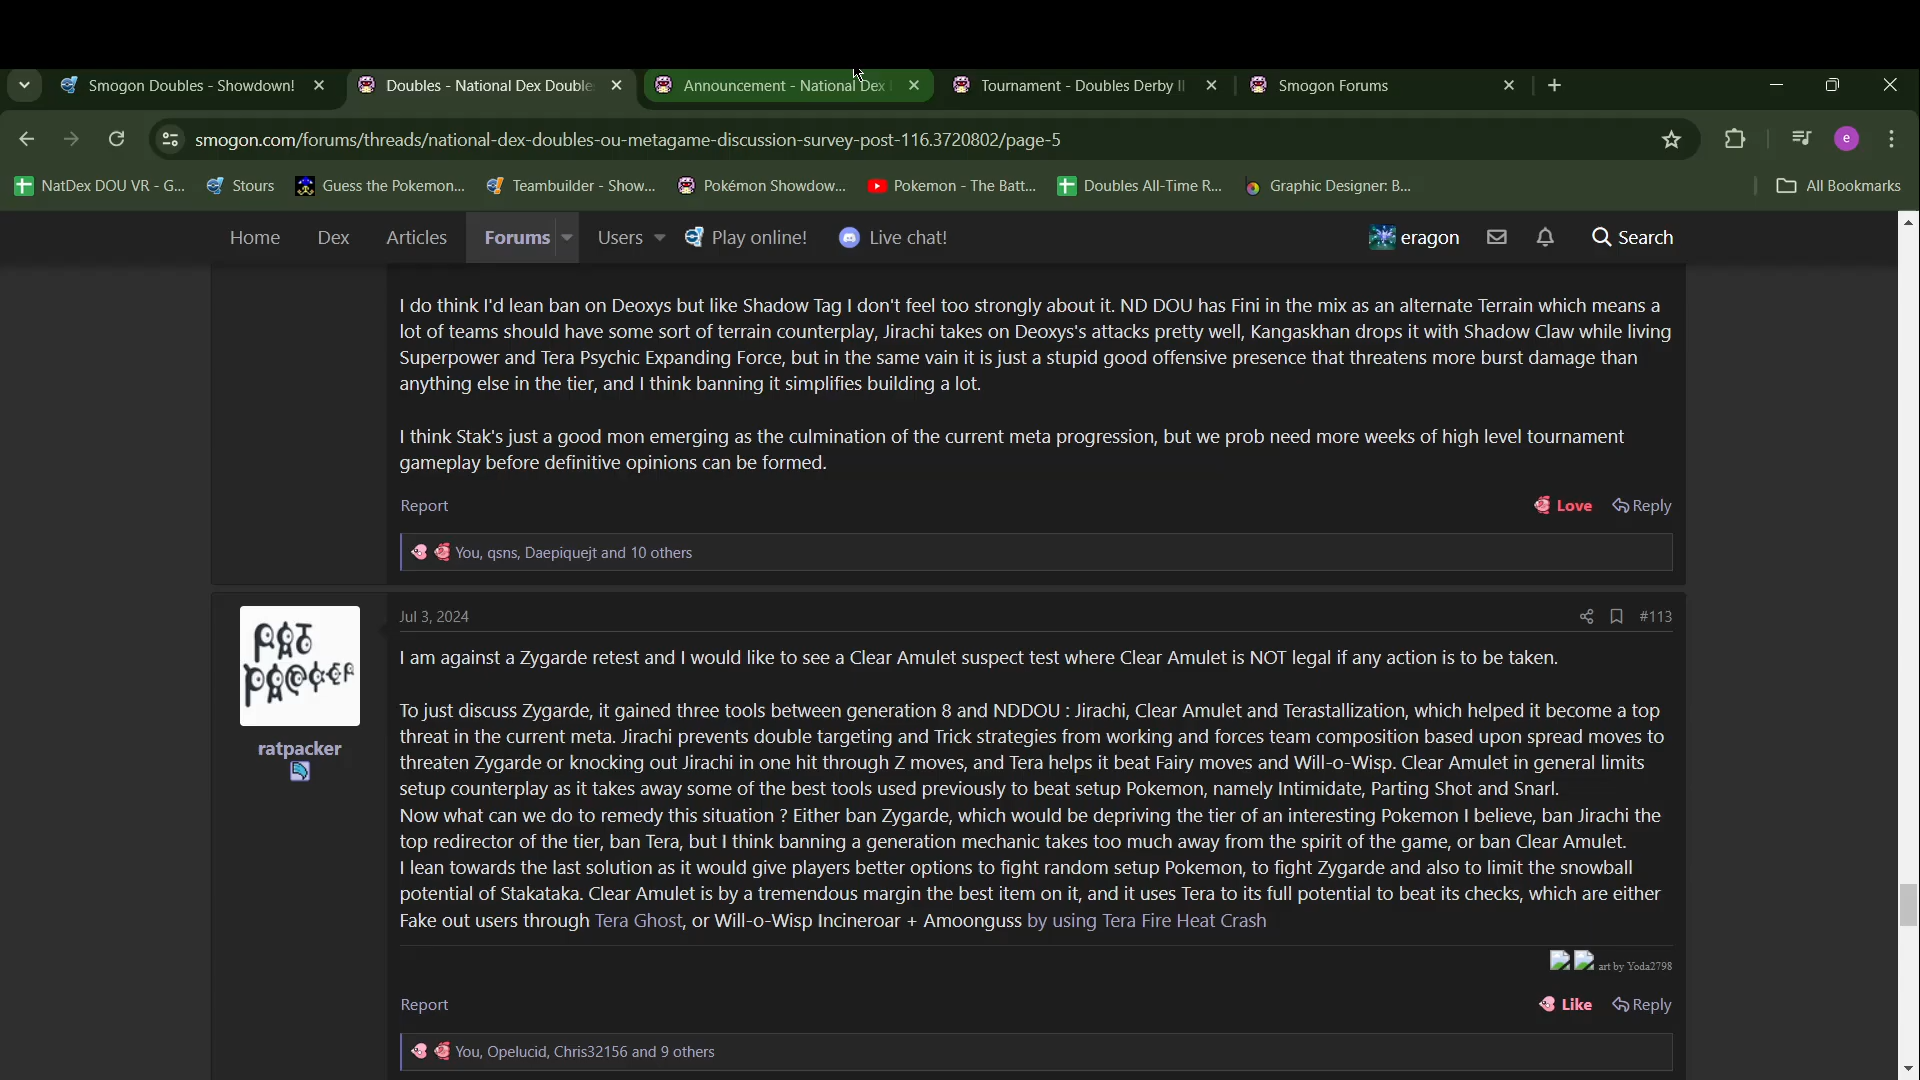 Smogon Doubles - Showdown!
Doubles - National Dex Double
Announcement - National Dex
Tournament - Doubles Derby II
Smogon Forums
smogon.com/forums/threads/national-dex-doubles-ou-metagame-discussion-survey-post-116.3720802/page-5
e
NatDex DOU VR - G...
Stours
Guess the Pokemon...
Teambuilder - Show...
Pokémon Showdow...
Pokemon - The Batt...
Doubles All-Time R...
Graphic Designer: B...
All Bookmarks
Home
Dex
Articles
Forums
Users
Play online!
Live chat!
eragon
Search
I do think I'd lean ban on Deoxys but like Shadow Tag I don't feel too strongly about it. ND DOU has Fini in the mix as an alternate Terrain which means a
lot of teams should have some sort of terrain counterplay, Jirachi takes on Deoxys's attacks pretty well, Kangaskhan drops it with Shadow Claw while living
Superpower and Tera Psychic Expanding Force, but in the same vain it is just a stupid good offensive presence that threatens more burst damage than
anything else in the tier, and I think banning it simplifies building a lot.
I think Stak's just a good mon emerging as the culmination of the current meta progression, but we prob need more weeks of high level tournament
gameplay before definitive opinions can be formed.
Report
Love
Reply
You, qsns, Daepiquejt and 10 others
RAT
PACKER
ratpacker
Jul 3, 2024
#113
I am against a Zygarde retest and I would like to see a Clear Amulet suspect test where Clear Amulet is NOT legal if any action is to be taken.
To just discuss Zygarde, it gained three tools between generation 8 and NDDOU : Jirachi, Clear Amulet and Terastallization, which helped it become a top
threat in the current meta. Jirachi prevents double targeting and Trick strategies from working and forces team composition based upon spread moves to
threaten Zygarde or knocking out Jirachi in one hit through Z moves, and Tera helps it beat Fairy moves and Will-o-Wisp. Clear Amulet in general limits
setup counterplay as it takes away some of the best tools used previously to beat setup Pokemon, namely Intimidate, Parting Shot and Snarl.
Now what can we do to remedy this situation ? Either ban Zygarde, which would be depriving the tier of an interesting Pokemon I believe, ban Jirachi the
top redirector of the tier, ban Tera, but I think banning a generation mechanic takes too much away from the spirit of the game, or ban Clear Amulet.
I lean towards the last solution as it would give players better options to fight random setup Pokemon, to fight Zygarde and also to limit the snowball
potential of Stakataka. Clear Amulet is by a tremendous margin the best item on it, and it uses Tera to its full potential to beat its checks, which are either
Fake out users through Tera Ghost, or Will-o-Wisp Incineroar + Amoonguss by using Tera Fire Heat Crash
art by Yoda2798
Report
Like
Reply
You, Opelucid, Chris32156 and 9 others